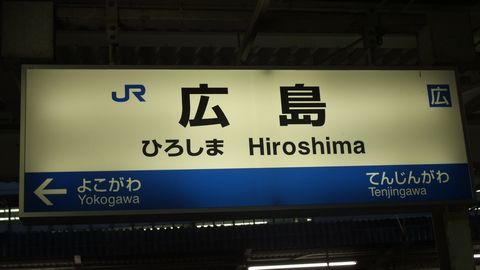 JR 広島 広
ひろしま Hiroshima
← よこがわ てんじんがわ
Yokogawa Tenjingawa